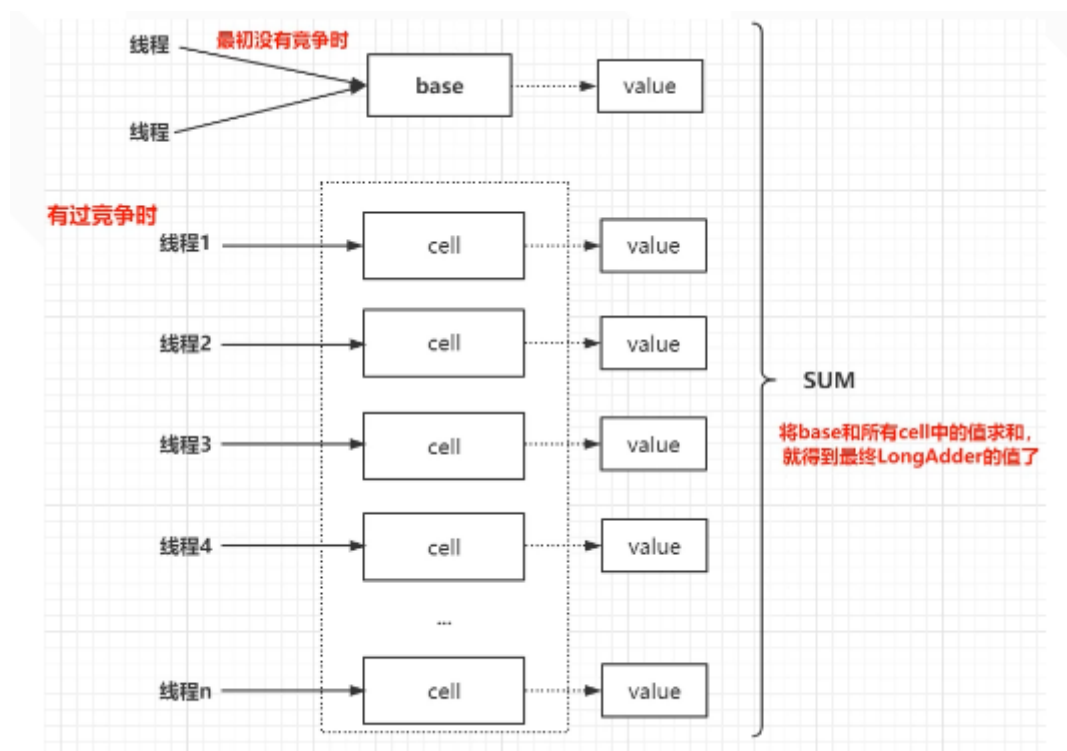 线程
最初没有竞争时
base
value
线程
有过竞争时
线程1
cell
value
线程2
cell
value
SUM
线程3
cell
value
将base和所有cell中的值求和，
就得到最终LongAdder的值了
线程4
cell
value
...
线程n
cell
value